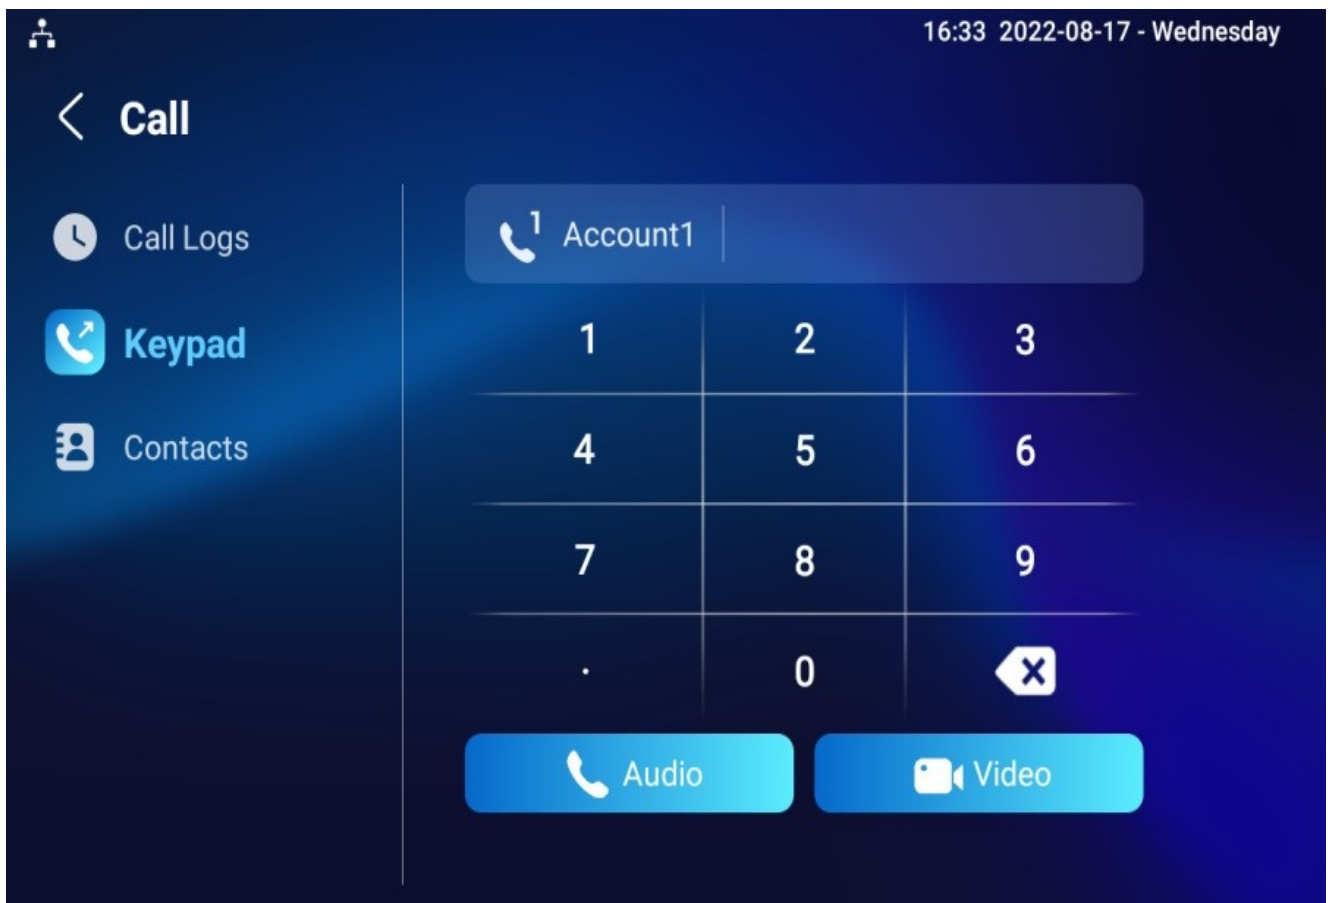 16:33 2022-08-17 - Wednesday
Call
Call Logs
Keypad
Contacts
1 Account1
1 2 3
4 5 6
7 8 9
. 0
Audio Video